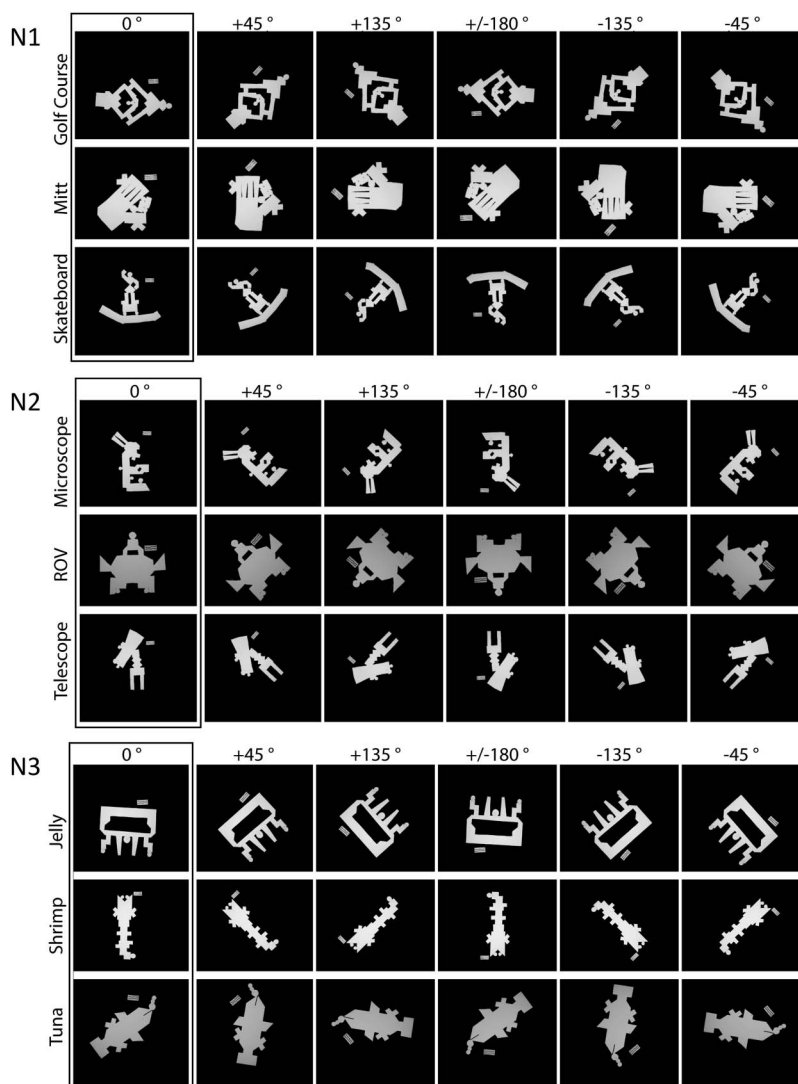 N1 0 ° +45 ° +135 ° +/-180 ° -135 ° -45 °
Golf Course
Mitt
Skateboard
N2 0 ° +45 ° +135 ° +/-180 ° -135 ° -45 °
Microscope
ROV
Telescope
N3 0 ° +45 ° +135 ° +/-180 ° -135 ° -45 °
Jelly
Shrimp
Tuna